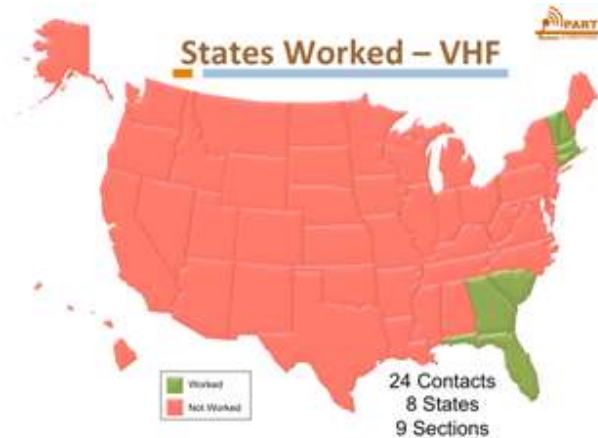 PART
States Worked – VHF
Worked
Not Worked
24 Contacts
8 States
9 Sections